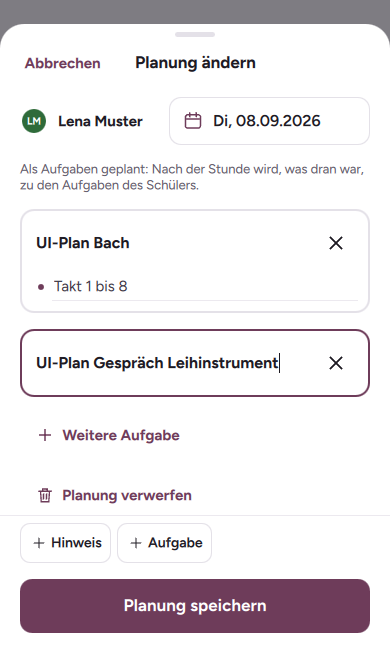 Abbrechen Planung ändern
LM Lena Muster Di, 08.09.2026
Als Aufgaben geplant: Nach der Stunde wird, was dran war,
zu den Aufgaben des Schülers.
UI-Plan Bach
Takt 1 bis 8
UI-Plan Gespräch Leihinstrument
Weitere Aufgabe
Planung verwerfen
Hinweis Aufgabe
Planung speichern